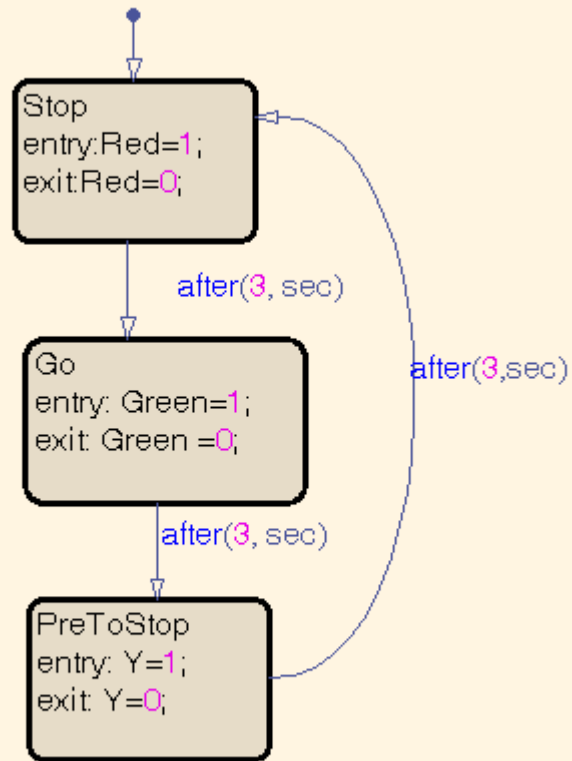 Stop
entry:Red=1;
exit:Red=0;
after(3, sec)
Go
entry: Green=1;
exit: Green =0;
after(3,sec)
after(3, sec)
PreToStop
entry: Y=1;
exit: Y=0;